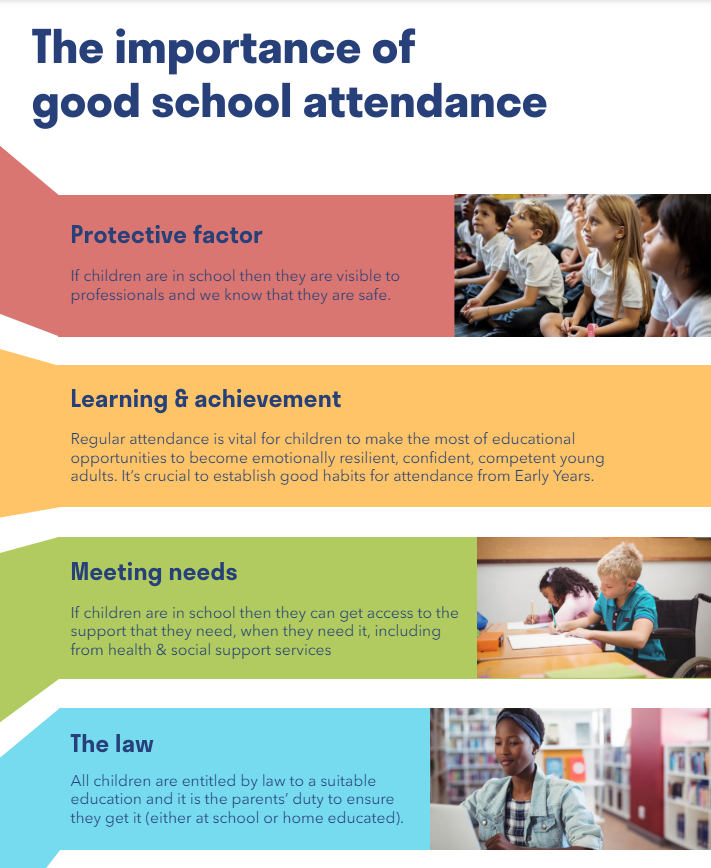 The importance of
good school attendance
Protective factor
If children are in school then they are visible to
professionals and we know that they are safe.
Learning & achievement
Regular attendance is vital for children to make the most of educational
opportunities to become emotionally resilient, confident, competent young
adults. It’s crucial to establish good habits for attendance from Early Years.
Meeting needs
If children are in school then they can get access to the
support that they need, when they need it, including
from health & social support services
The law
All children are entitled by law to a suitable
education and it is the parents’ duty to ensure
they get it (either at school or home educated).